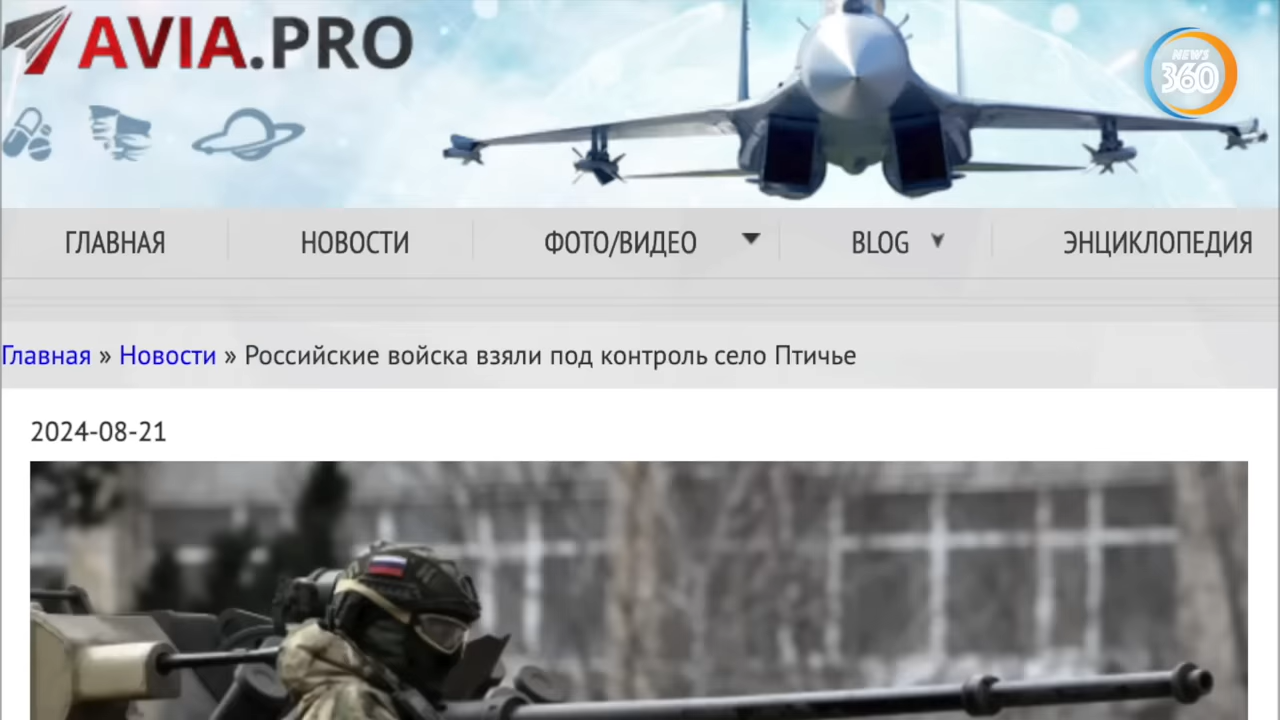 AVIA.PRO
NEWS
360
ГЛАВНАЯ НОВОСТИ ФОТО/ВИДЕО BLOG ЭНЦИКЛОПЕДИЯ
Главная » Новости » Российские войска взяли под контроль село Птичье
2024-08-21